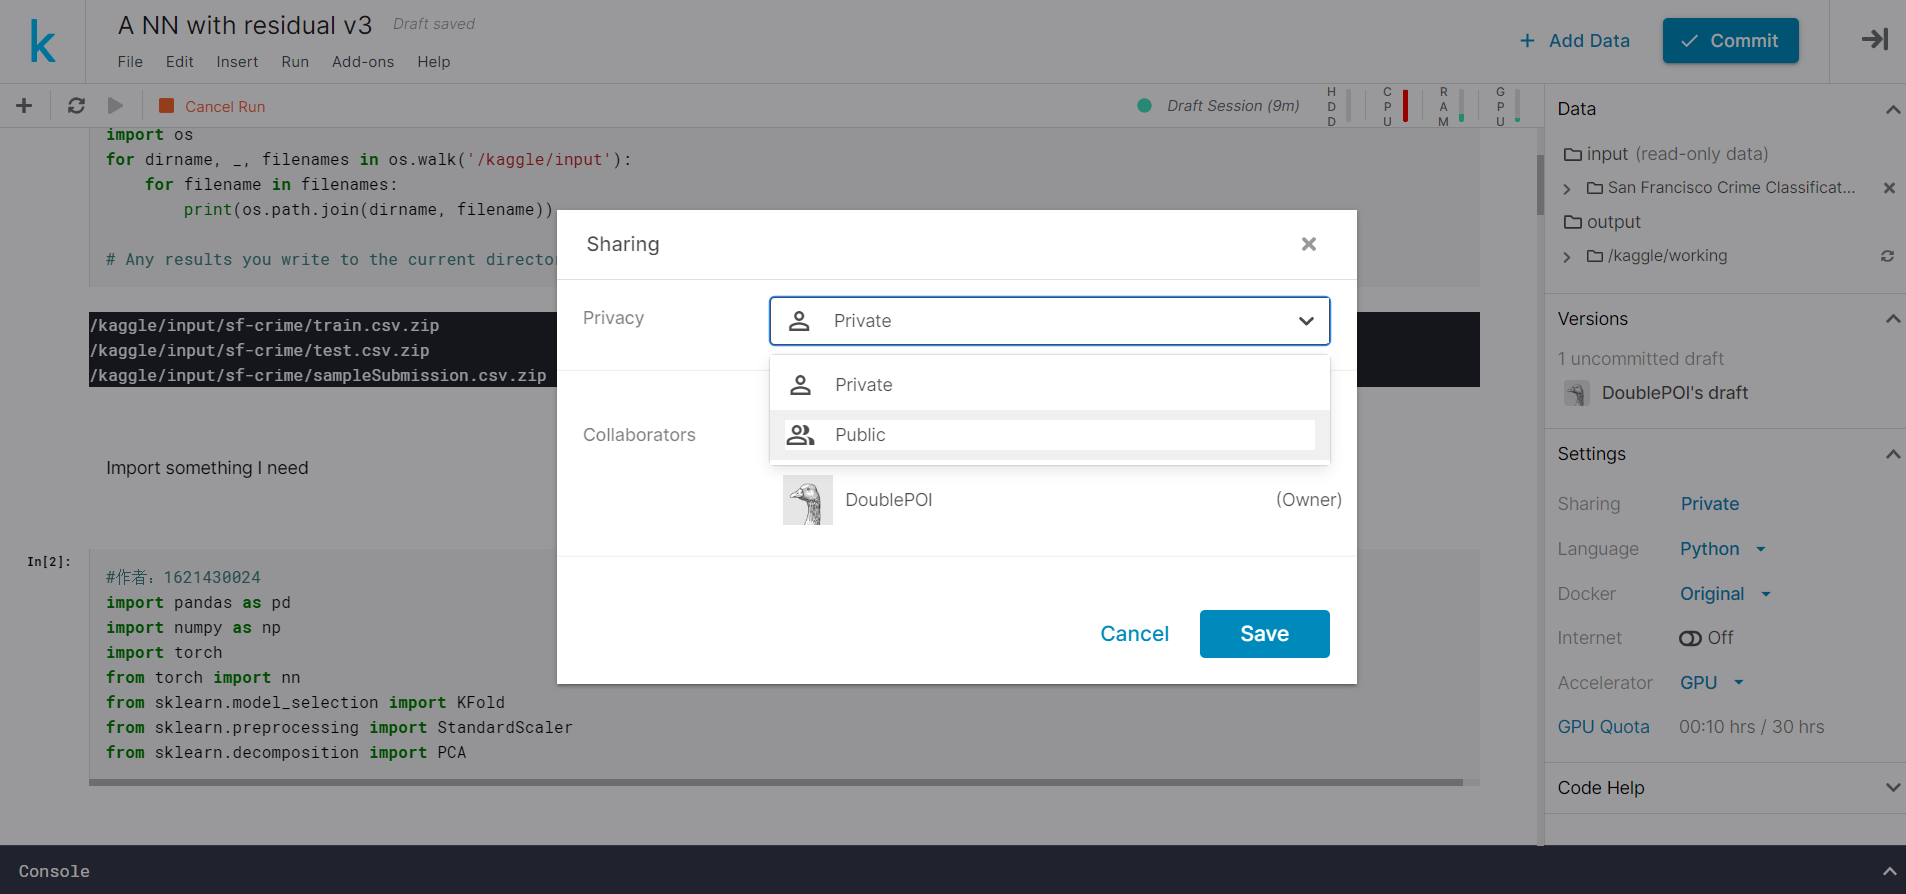 k
A NN with residual v3 Draft saved
File Edit Insert Run Add-ons Help
+ Add Data Commit
Cancel Run
Draft Session (9m) HDD CPU RAM GPU
import os
for dirname, _, filenames in os.walk('/kaggle/input'):
for filename in filenames:
print(os.path.join(dirname, filename))
# Any results you write to the current directo
/kaggle/input/sf-crime/train.csv.zip
/kaggle/input/sf-crime/test.csv.zip
/kaggle/input/sf-crime/sampleSubmission.csv.zip
Import something I need
In[2]:
#作者：1621430024
import pandas as pd
import numpy as np
import torch
from torch import nn
from sklearn.model_selection import KFold
from sklearn.preprocessing import StandardScaler
from sklearn.decomposition import PCA
Sharing
Privacy
Private
Private
Public
Collaborators
DoublePOI (Owner)
Cancel Save
Data
input (read-only data)
San Francisco Crime Classificat...
output
/kaggle/working
Versions
1 uncommitted draft
DoublePOI's draft
Settings
Sharing Private
Language Python
Docker Original
Internet Off
Accelerator GPU
GPU Quota 00:10 hrs / 30 hrs
Code Help
Console